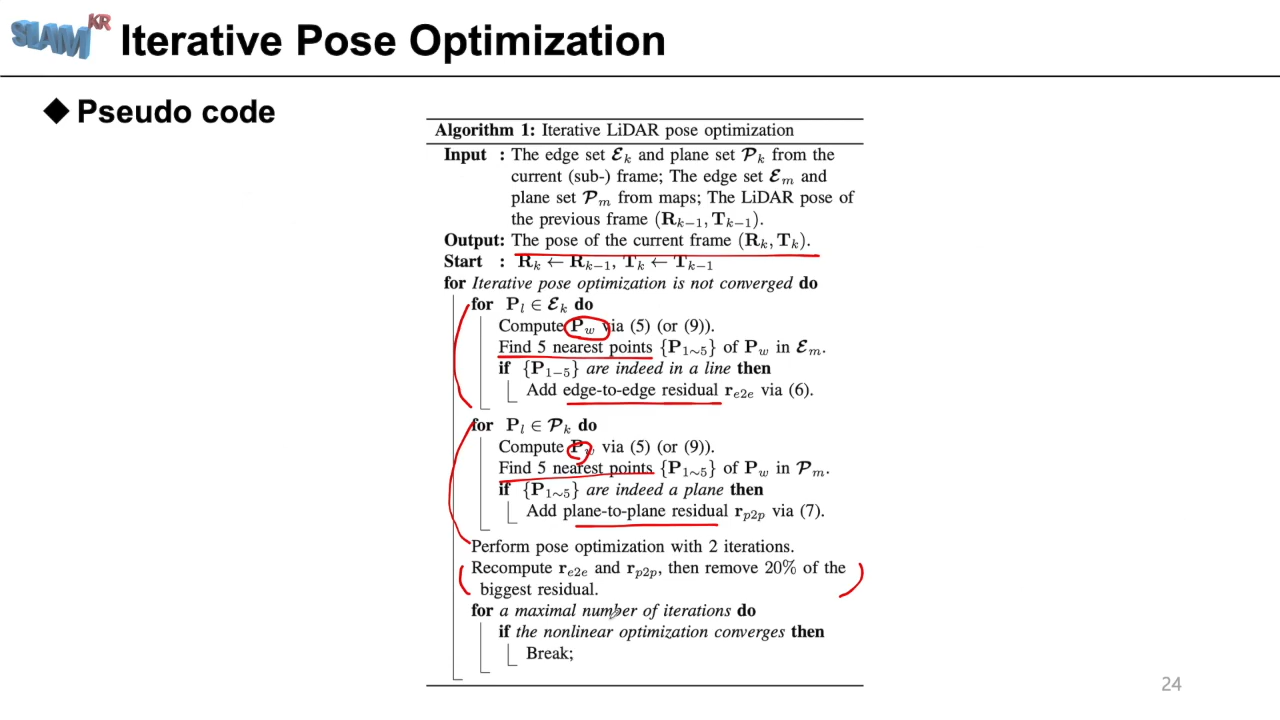 SLAM KR
Iterative Pose Optimization
◆ Pseudo code
Algorithm 1: Iterative LiDAR pose optimization
Input : The edge set ℰₖ and plane set 𝒫ₖ from the
current (sub-) frame; The edge set ℰₘ and
plane set 𝒫ₘ from maps; The LiDAR pose of
the previous frame (Rₖ₋₁, Tₖ₋₁).
Output: The pose of the current frame (Rₖ, Tₖ).
Start : Rₖ ← Rₖ₋₁, Tₖ ← Tₖ₋₁
for Iterative pose optimization is not converged do
for Pₗ ∈ ℰₖ do
Compute P_w via (5) (or (9)).
Find 5 nearest points {P₁∼₅} of P_w in ℰₘ.
if {P₁₋₅} are indeed in a line then
Add edge-to-edge residual r_e2e via (6).
for Pₗ ∈ 𝒫ₖ do
Compute P_w via (5) (or (9)).
Find 5 nearest points {P₁∼₅} of P_w in 𝒫ₘ.
if {P₁∼₅} are indeed a plane then
Add plane-to-plane residual r_p2p via (7).
Perform pose optimization with 2 iterations.
Recompute r_e2e and r_p2p, then remove 20% of the
biggest residual.
for a maximal number of iterations do
if the nonlinear optimization converges then
Break;
24